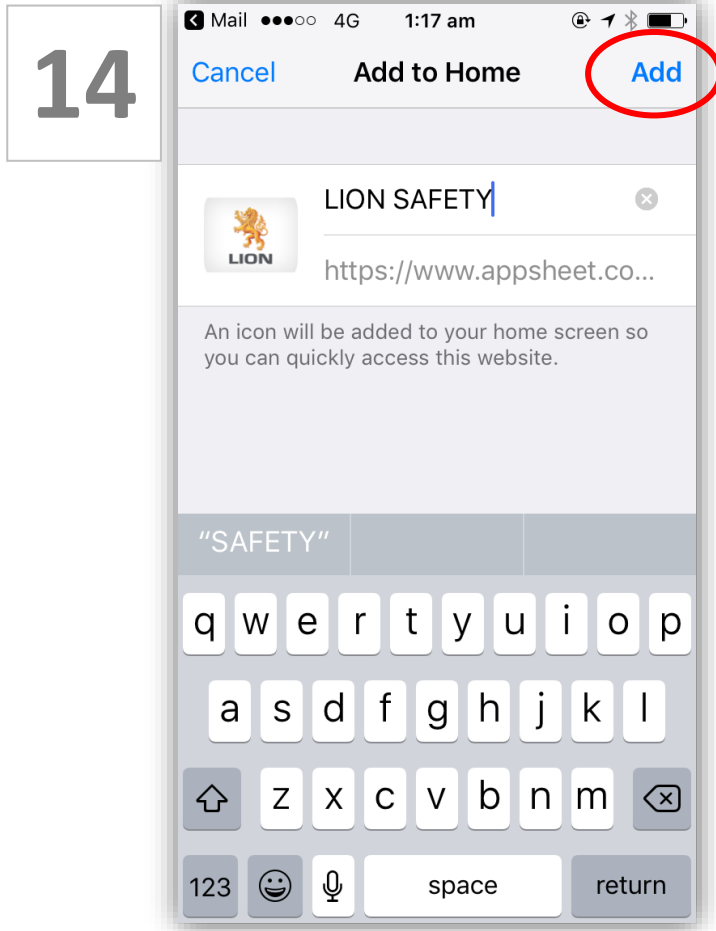 14
Mail 4G 1:17 am
Cancel Add to Home Add
LION SAFETY
LION
https://www.appsheet.co...
An icon will be added to your home screen so
you can quickly access this website.
“SAFETY”
q w e r t y u i o p
a s d f g h j k l
z x c v b n m
123 space return